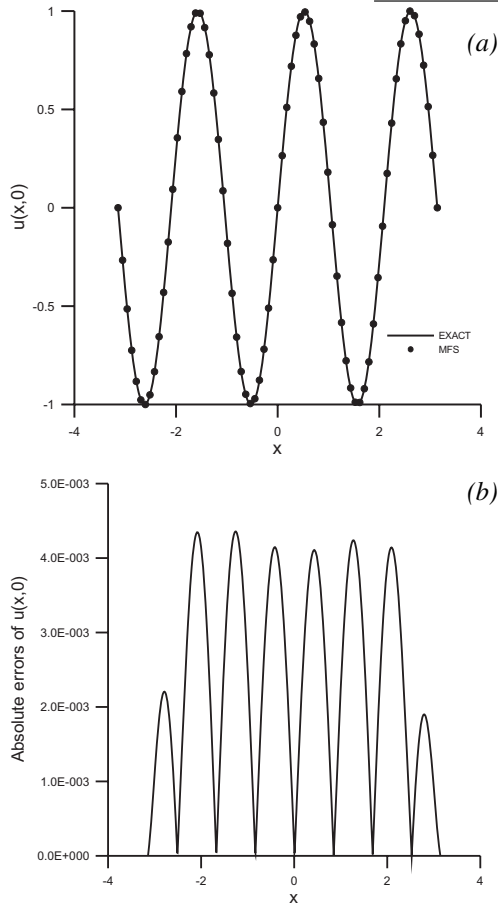 (a)
1
0.5
0
-0.5
-1
u(x,0)
EXACT
MFS
-4
-2
0
2
4
x
(b)
5.0E-003
4.0E-003
3.0E-003
2.0E-003
1.0E-003
0.0E+000
Absolute errors of u(x,0)
-4
-2
0
2
4
x